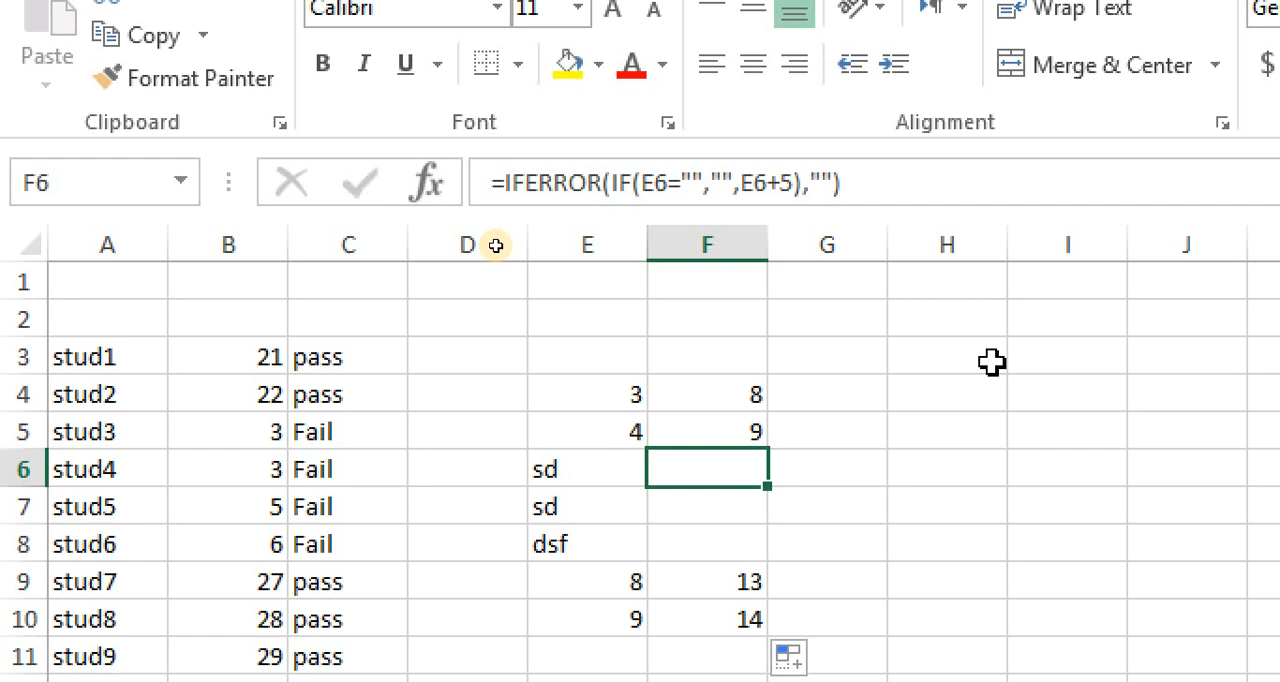 Calibri 11 A A Wrap Text Ge
Paste Copy B I U A Merge & Center $
Format Painter
Clipboard Font Alignment
F6 fx =IFERROR(IF(E6="","",E6+5),"")
A B C D E F G H I J
1
2
3 stud1 21 pass
4 stud2 22 pass 3 8
5 stud3 3 Fail 4 9
6 stud4 3 Fail sd
7 stud5 5 Fail sd
8 stud6 6 Fail dsf
9 stud7 27 pass 8 13
10 stud8 28 pass 9 14
11 stud9 29 pass